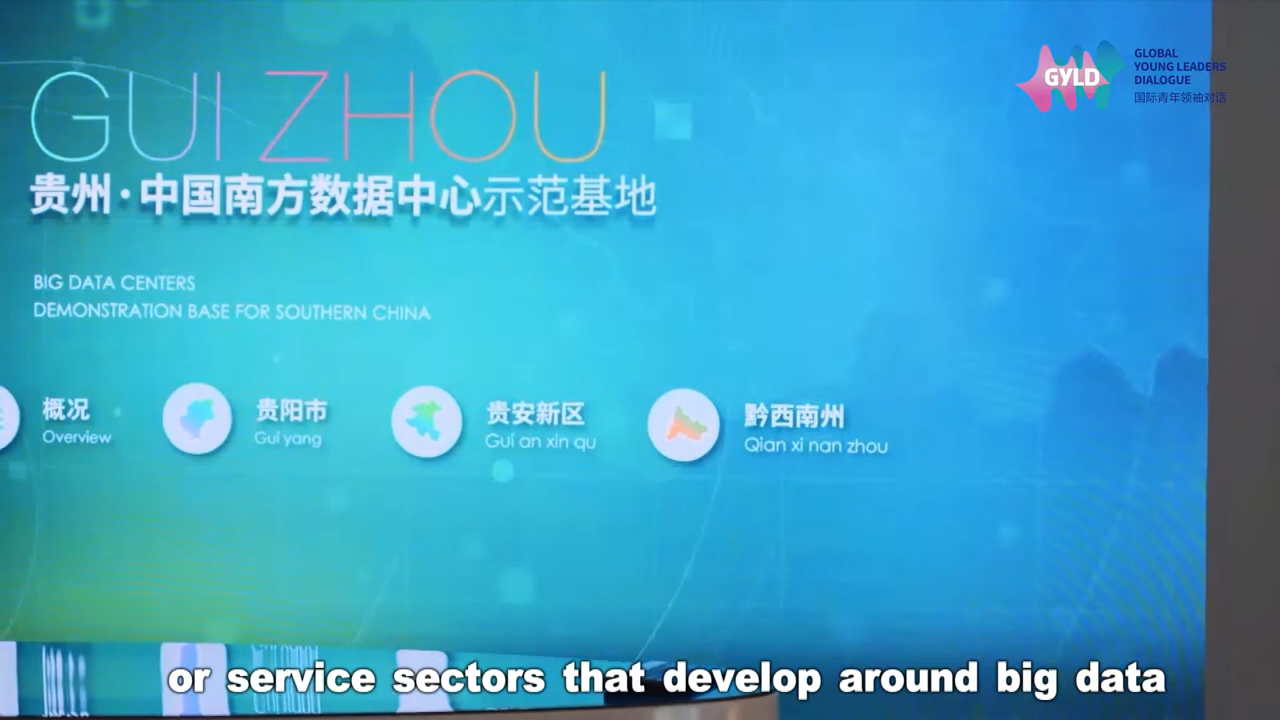 GUI ZHOU
贵州·中国南方数据中心示范基地
BIG DATA CENTERS
DEMONSTRATION BASE FOR SOUTHERN CHINA
概况
Overview
贵阳市
Gui yang
贵安新区
Gui an xin qu
黔西南州
Qian xi nan zhou
GYLD
GLOBAL
YOUNG LEADERS
DIALOGUE
国际青年领袖对话
or service sectors that develop around big data